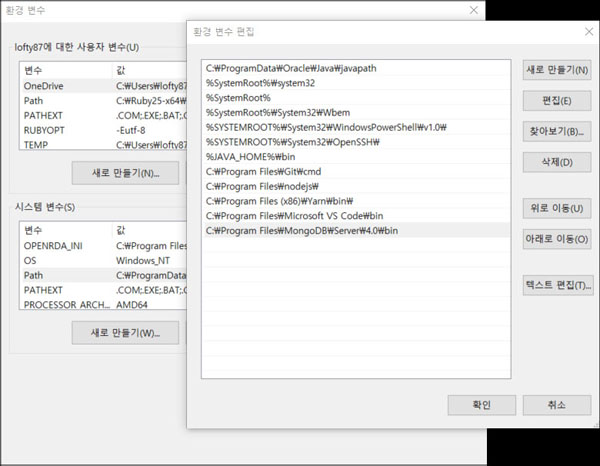 환경 변수
lofty87에 대한 사용자 변수(U)
변수 값
OneDrive C:₩Users₩lofty87
Path C:₩Ruby25-x64₩
PATHEXT .COM;.EXE;.BAT;.
RUBYOPT -Eutf-8
TEMP C:₩Users₩lofty87
새로 만들기(N)...
시스템 변수(S)
변수 값
OPENRDA_INI C:₩Program Files
OS Windows_NT
Path C:₩ProgramData
PATHEXT .COM;.EXE;.BAT;.
PROCESSOR_ARCH... AMD64
새로 만들기(W)...
환경 변수 편집
C:₩ProgramData₩Oracle₩Java₩javapath
%SystemRoot%₩system32
%SystemRoot%
%SystemRoot%₩System32₩Wbem
%SYSTEMROOT%₩System32₩WindowsPowerShell₩v1.0₩
%SYSTEMROOT%₩System32₩OpenSSH₩
%JAVA_HOME%₩bin
C:₩Program Files₩Git₩cmd
C:₩Program Files₩nodejs₩
C:₩Program Files (x86)₩Yarn₩bin₩
C:₩Program Files₩Microsoft VS Code₩bin
C:₩Program Files₩MongoDB₩Server₩4.0₩bin
새로 만들기(N)
편집(E)
찾아보기(B)...
삭제(D)
위로 이동(U)
아래로 이동(O)
텍스트 편집(T)...
확인
취소